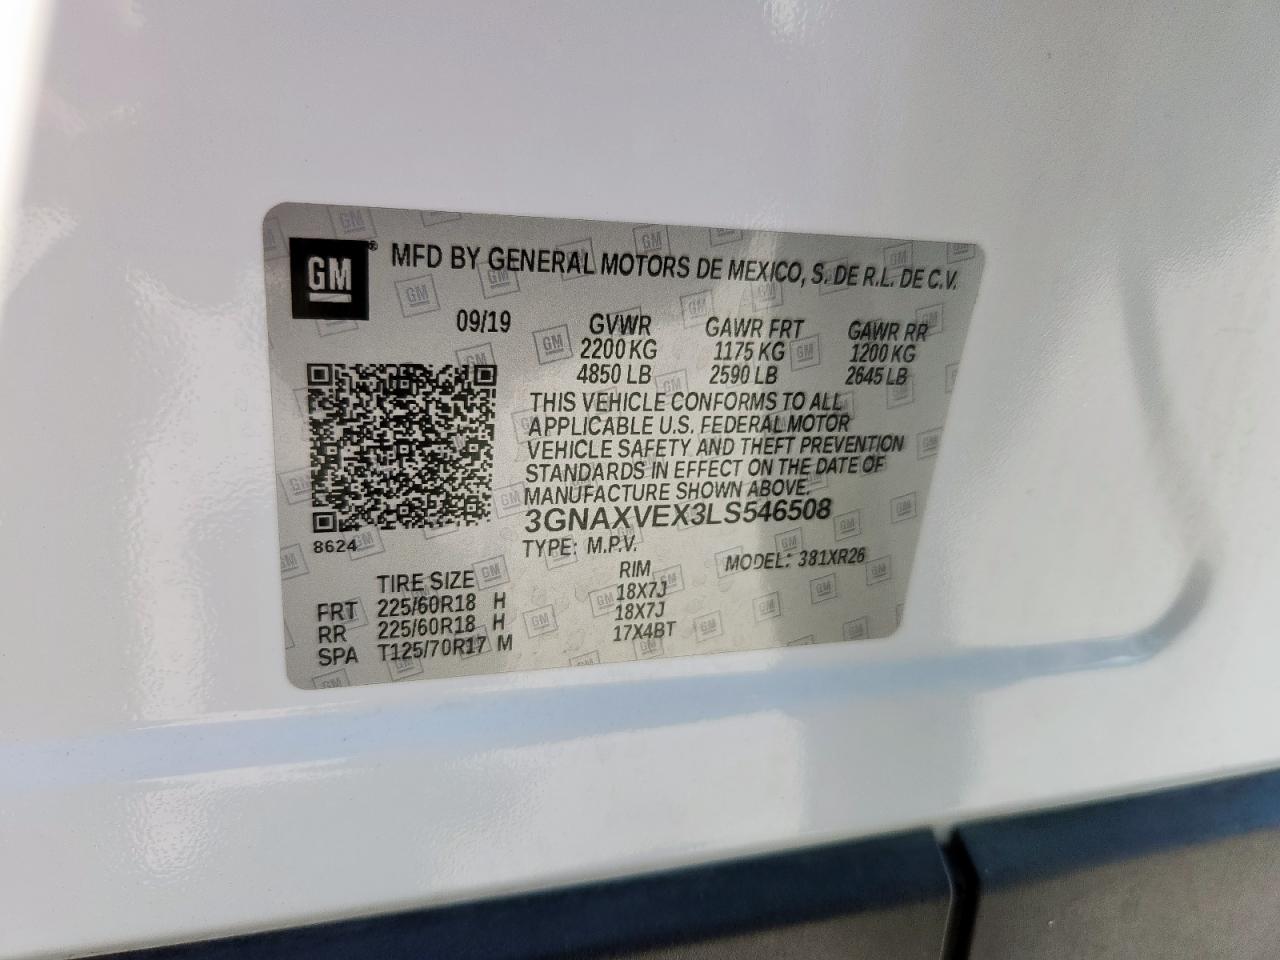 GM ® MFD BY GENERAL MOTORS DE MEXICO, S. DE R.L. DE C.V.
09/19 GVWR GAWR FRT GAWR RR
2200 KG 1175 KG 1200 KG
4850 LB 2590 LB 2645 LB
THIS VEHICLE CONFORMS TO ALL
APPLICABLE U.S. FEDERAL MOTOR
VEHICLE SAFETY AND THEFT PREVENTION
STANDARDS IN EFFECT ON THE DATE OF
MANUFACTURE SHOWN ABOVE.
3GNAXVEX3LS546508
8624 TYPE: M.P.V. MODEL: 381XR26
TIRE SIZE RIM
FRT 225/60R18 H 18X7J
RR 225/60R18 H 18X7J
SPA T125/70R17 M 17X4BT